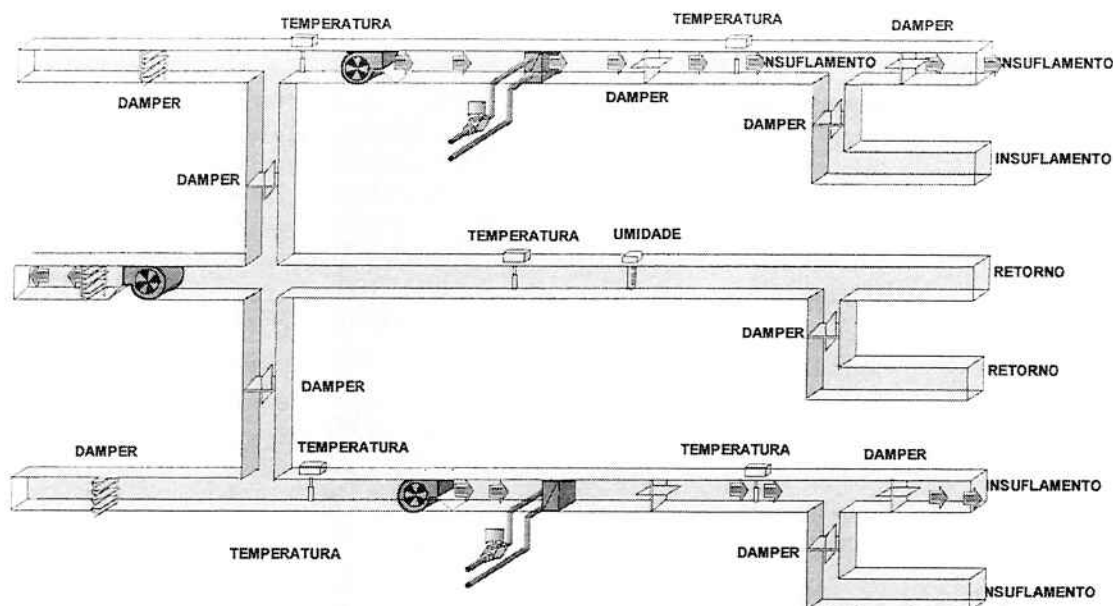 TEMPERATURA
TEMPERATURA
DAMPER
INSUFLAMENTO
INSUFLAMENTO
DAMPER
DAMPER
DAMPER
INSUFLAMENTO
DAMPER
TEMPERATURA
UMIDADE
RETORNO
DAMPER
RETORNO
DAMPER
DAMPER
TEMPERATURA
TEMPERATURA
DAMPER
INSUFLAMENTO
TEMPERATURA
DAMPER
INSUFLAMENTO